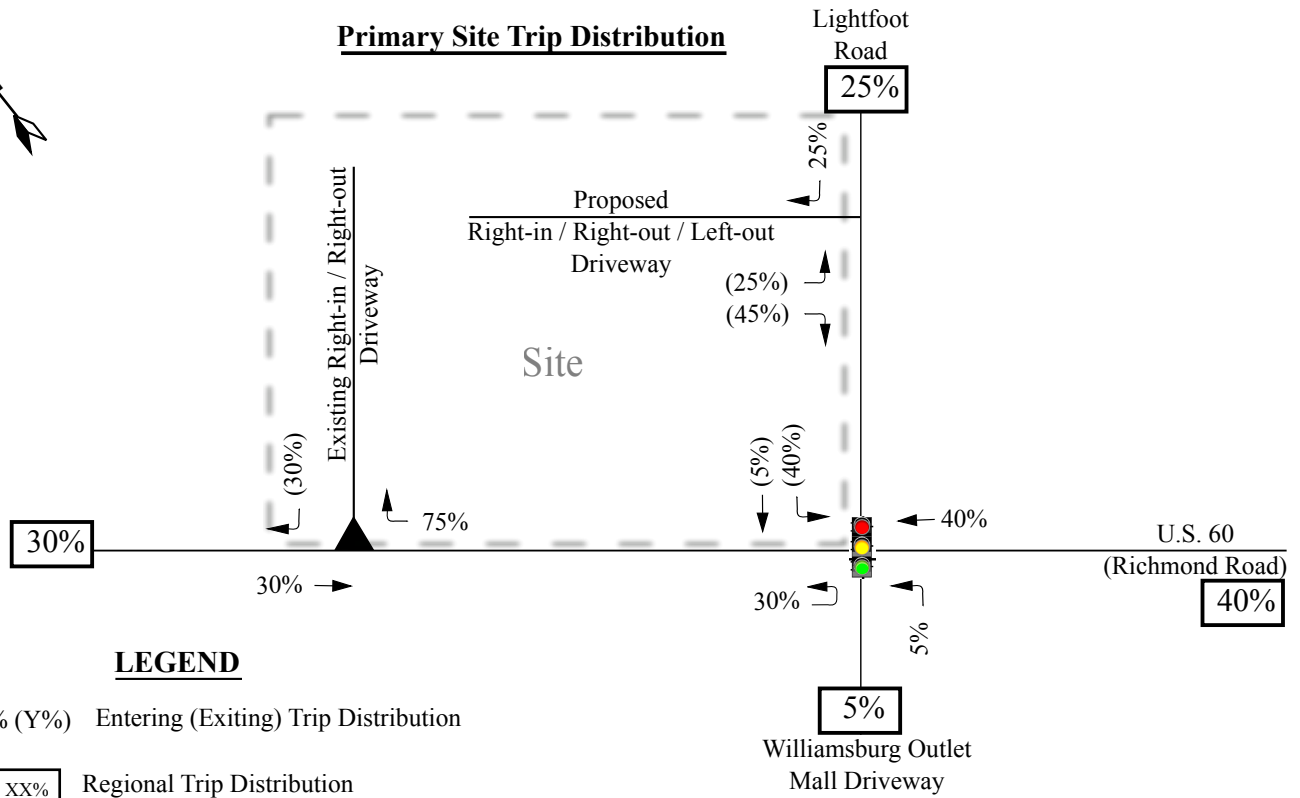 Primary Site Trip Distribution
Lightfoot
Road
25%
25%
Proposed
Right-in / Right-out / Left-out
Driveway
Existing Right-in / Right-out
Driveway
(25%)
(45%)
Site
(30%)
75%
(5%)
(40%)
40%
30%
U.S. 60
(Richmond Road)
40%
30%
30%
5%
LEGEND
% (Y%) Entering (Exiting) Trip Distribution
XX% Regional Trip Distribution
5%
Williamsburg Outlet
Mall Driveway